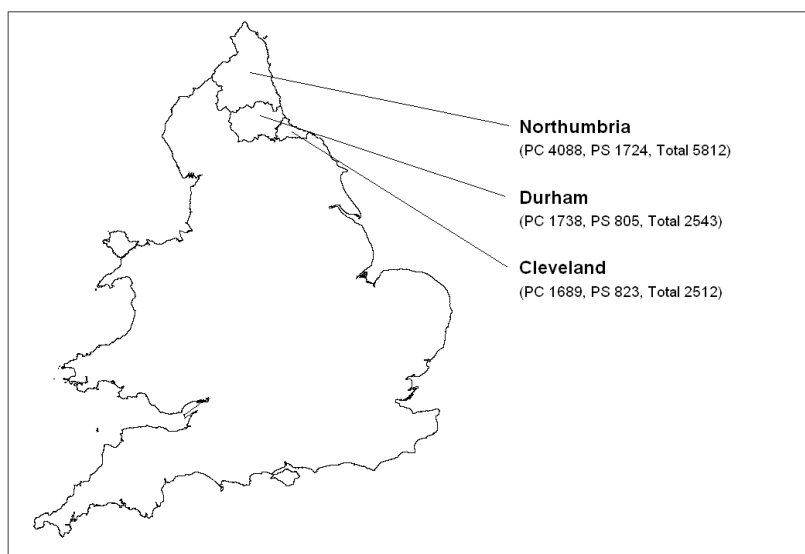 Northumbria
(PC 4088, PS 1724, Total 5812)
Durham
(PC 1738, PS 805, Total 2543)
Cleveland
(PC 1689, PS 823, Total 2512)